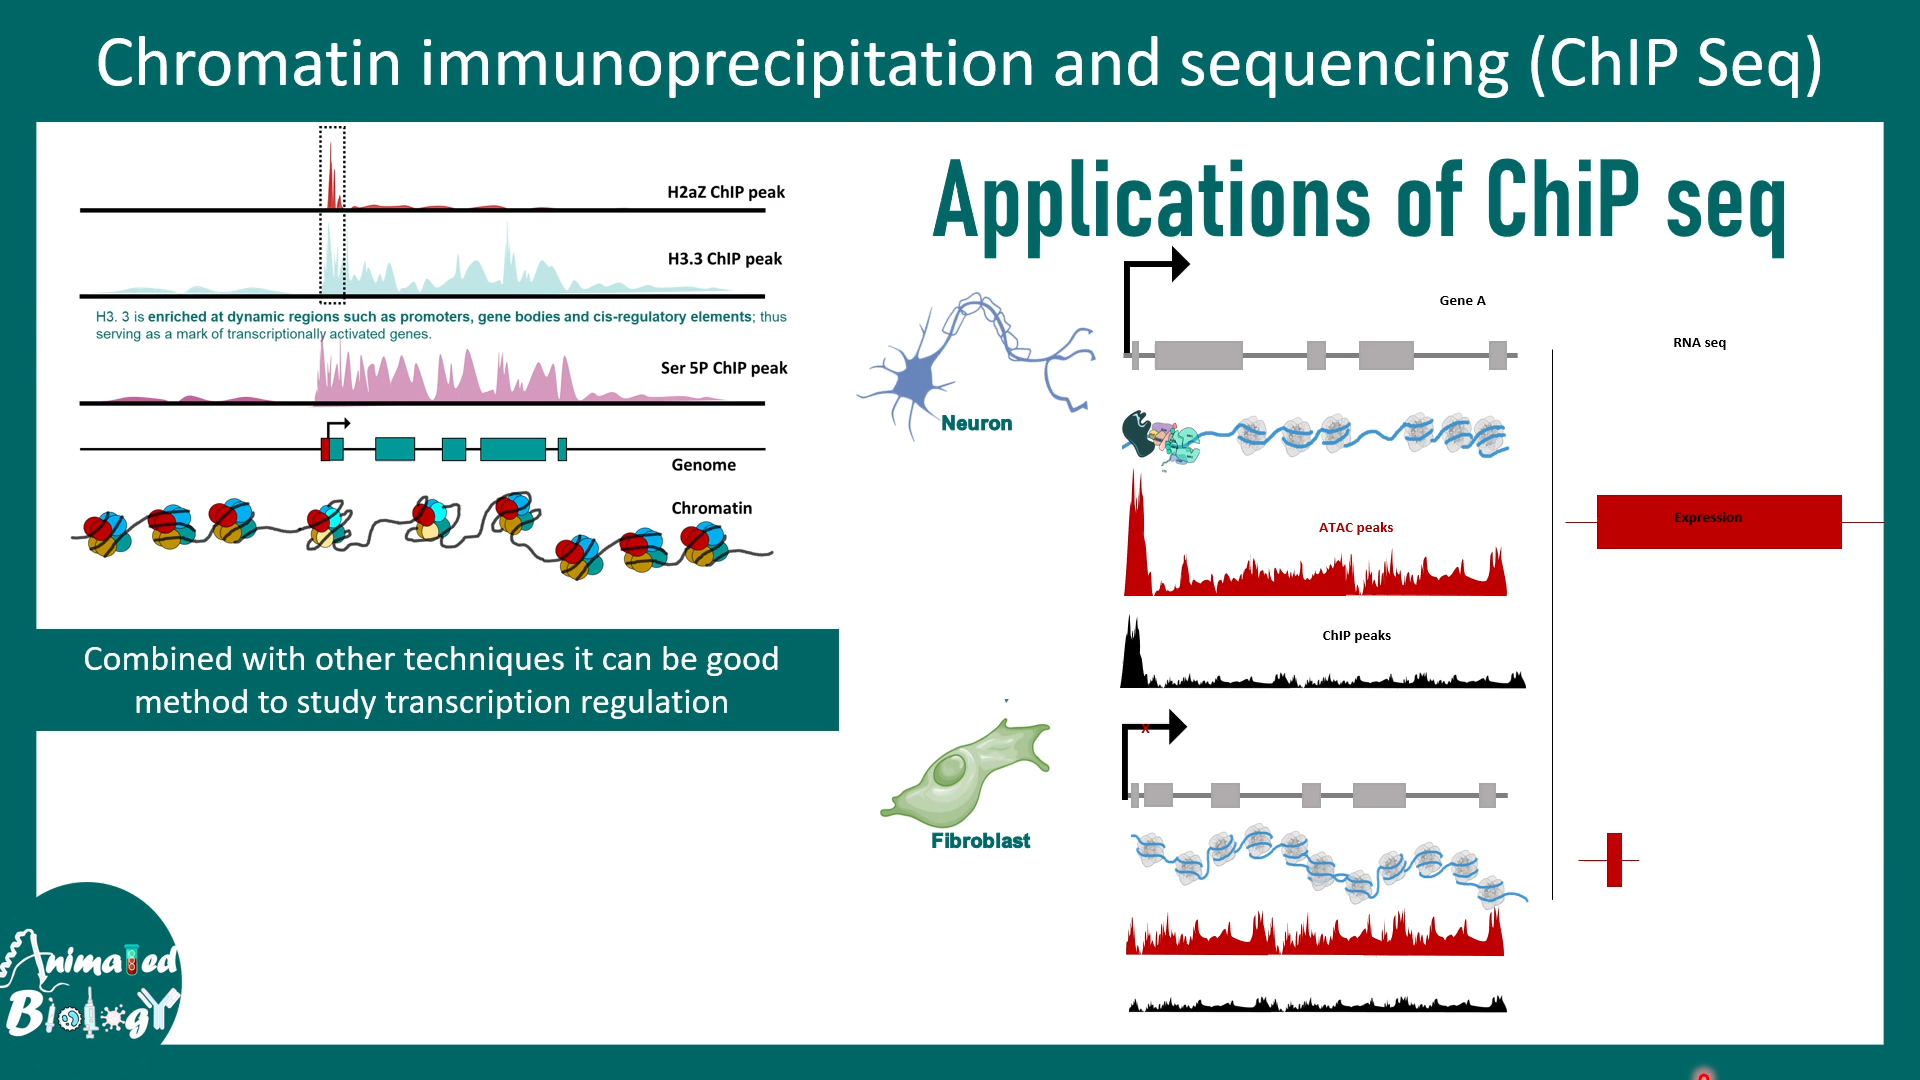 Chromatin immunoprecipitation and sequencing (ChIP Seq)
H2aZ ChIP peak
H3.3 ChIP peak
H3. 3 is enriched at dynamic regions such as promoters, gene bodies and cis-regulatory elements; thus
serving as a mark of transcriptionally activated genes.
Ser 5P ChIP peak
Genome
Chromatin
Combined with other techniques it can be good
method to study transcription regulation
Applications of ChiP seq
Gene A
RNA seq
Neuron
ATAC peaks
Expression
ChIP peaks
x
Fibroblast
Animated
Biology